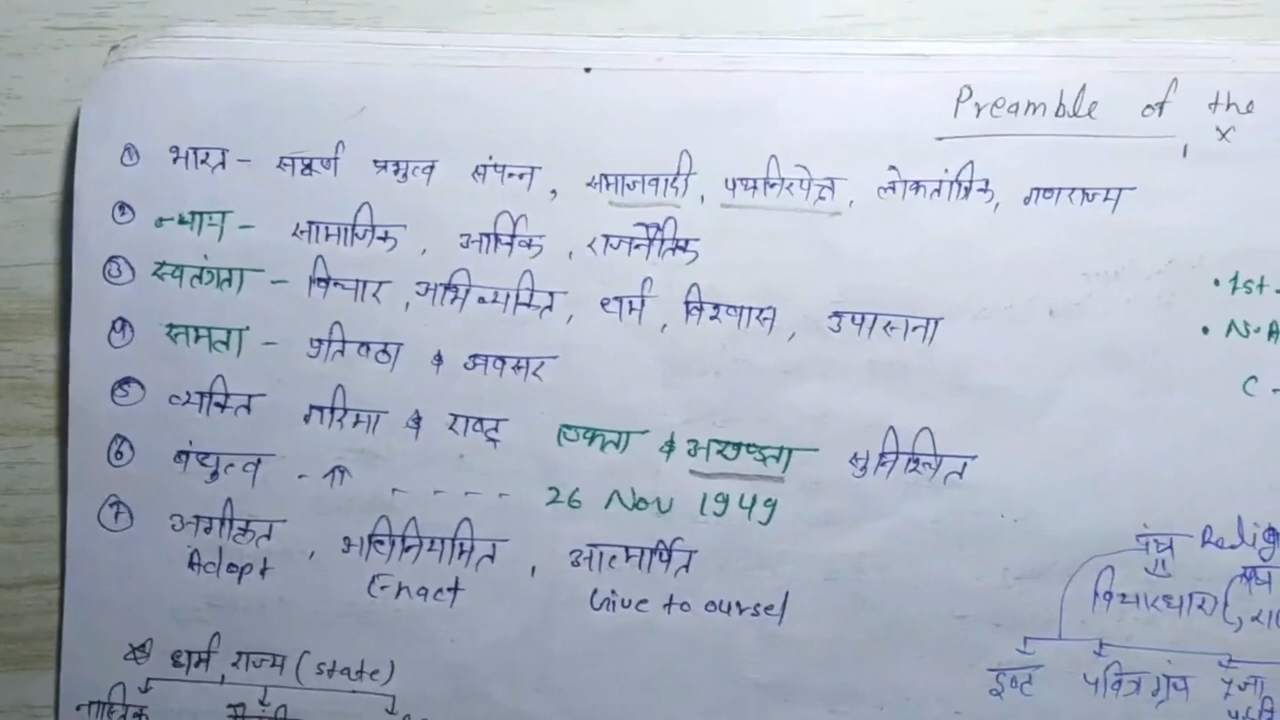 Preamble of the
x
① भारत - सम्पूर्ण प्रभुत्व संपन्न, समाजवादी, पंथनिरपेक्ष, लोकतांत्रिक, गणराज्य
② न्याय - सामाजिक, आर्थिक, राजनैतिक
③ स्वतंत्रता - विचार, अभिव्यक्ति, धर्म, विश्वास, उपासना
• 1st -
④ समता - प्रतिष्ठा & अवसर
• N.A
⑤ व्यक्ति गरिमा & राष्ट्र एकता & अखण्डता सुनिश्चित
C -
⑥ बंधुत्व - - - - - 26 Nov 1949
⑦ अंगीकृत, अधिनियमित, आत्मार्पित
Adopt Enact Give to oursel
पंथ Relig
विचारधारा (
धर्म, राज्य (state)
इष्ट पवित्र ग्रंथ पूजा
नास्तिक